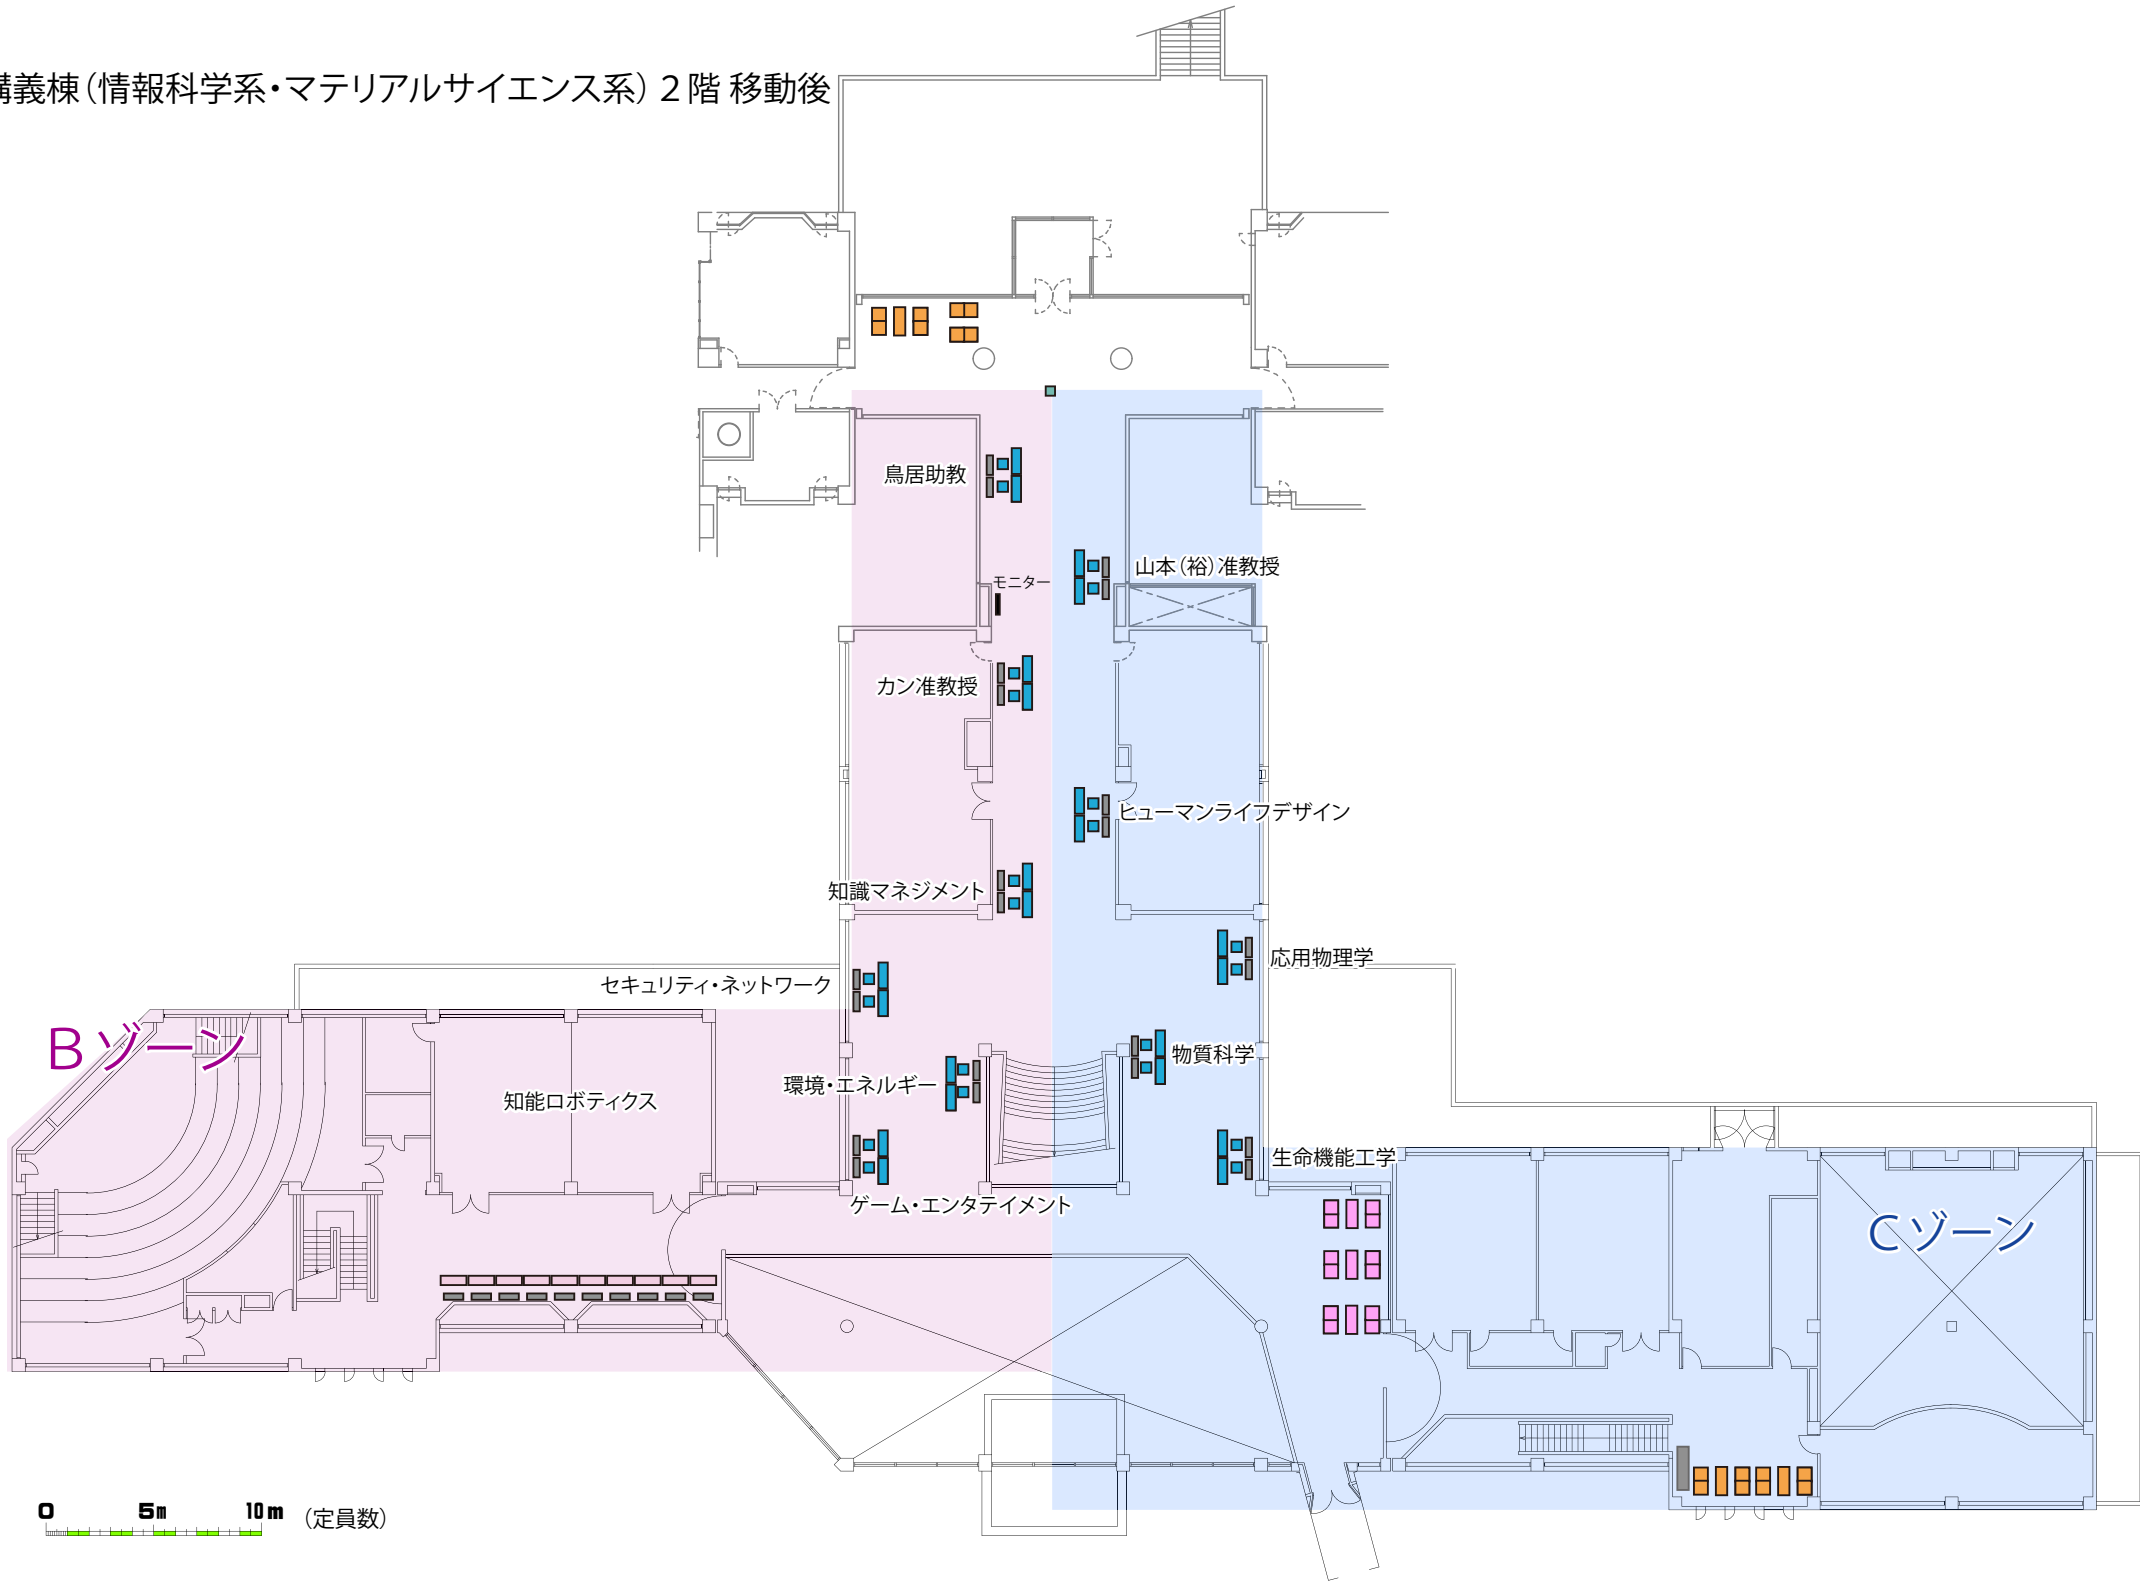 講義棟（情報科学系・マテリアルサイエンス系）２階 移動後
鳥居助教
山本（裕）准教授
モニター
カン准教授
ヒューマンライフデザイン
知識マネジメント
応用物理学
セキュリティ・ネットワーク
Ｂゾーン
物質科学
環境・エネルギー
知能ロボティクス
生命機能工学
ゲーム・エンタテイメント
Ｃゾーン
0 5m 10m （定員数）